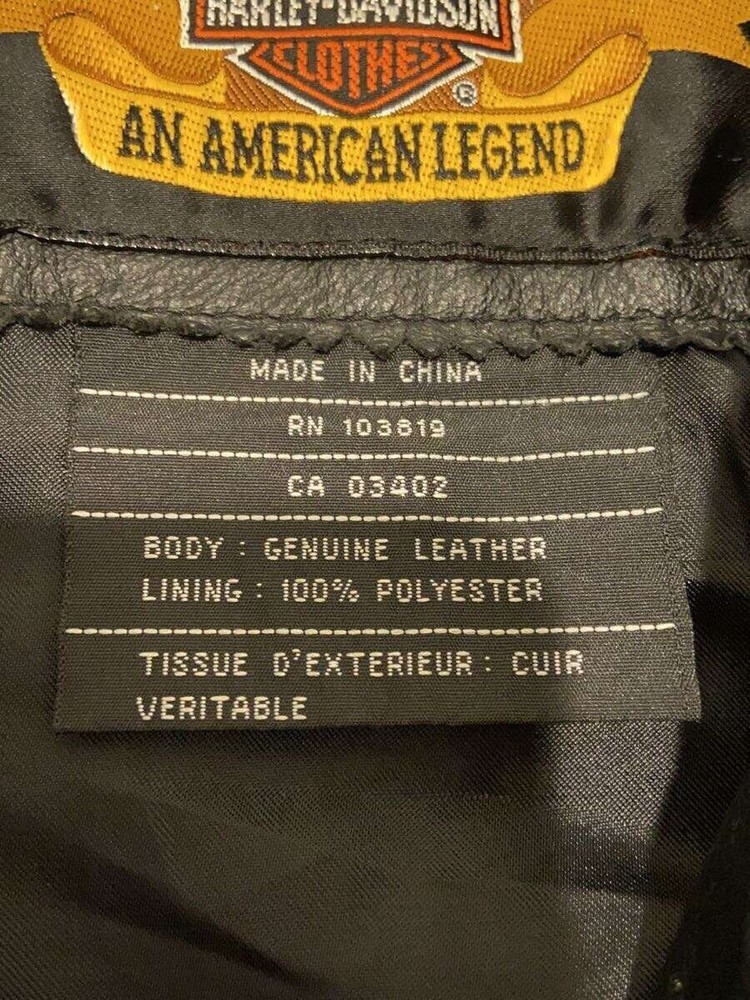 HARLEY-DAVIDSON
CLOTHES
®
AN AMERICAN LEGEND
MADE IN CHINA
RN 103819
CA 03402
BODY : GENUINE LEATHER
LINING : 100% POLYESTER
TISSUE D'EXTERIEUR : CUIR
VERITABLE